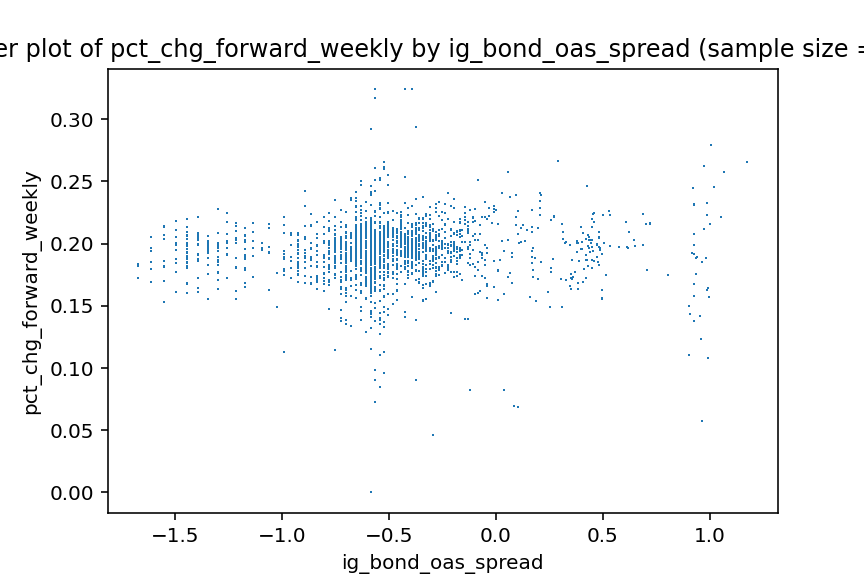 er plot of pct_chg_forward_weekly by ig_bond_oas_spread (sample size =
pct_chg_forward_weekly
0.30
0.25
0.20
0.15
0.10
0.05
0.00
−1.5 −1.0 −0.5 0.0 0.5 1.0
ig_bond_oas_spread